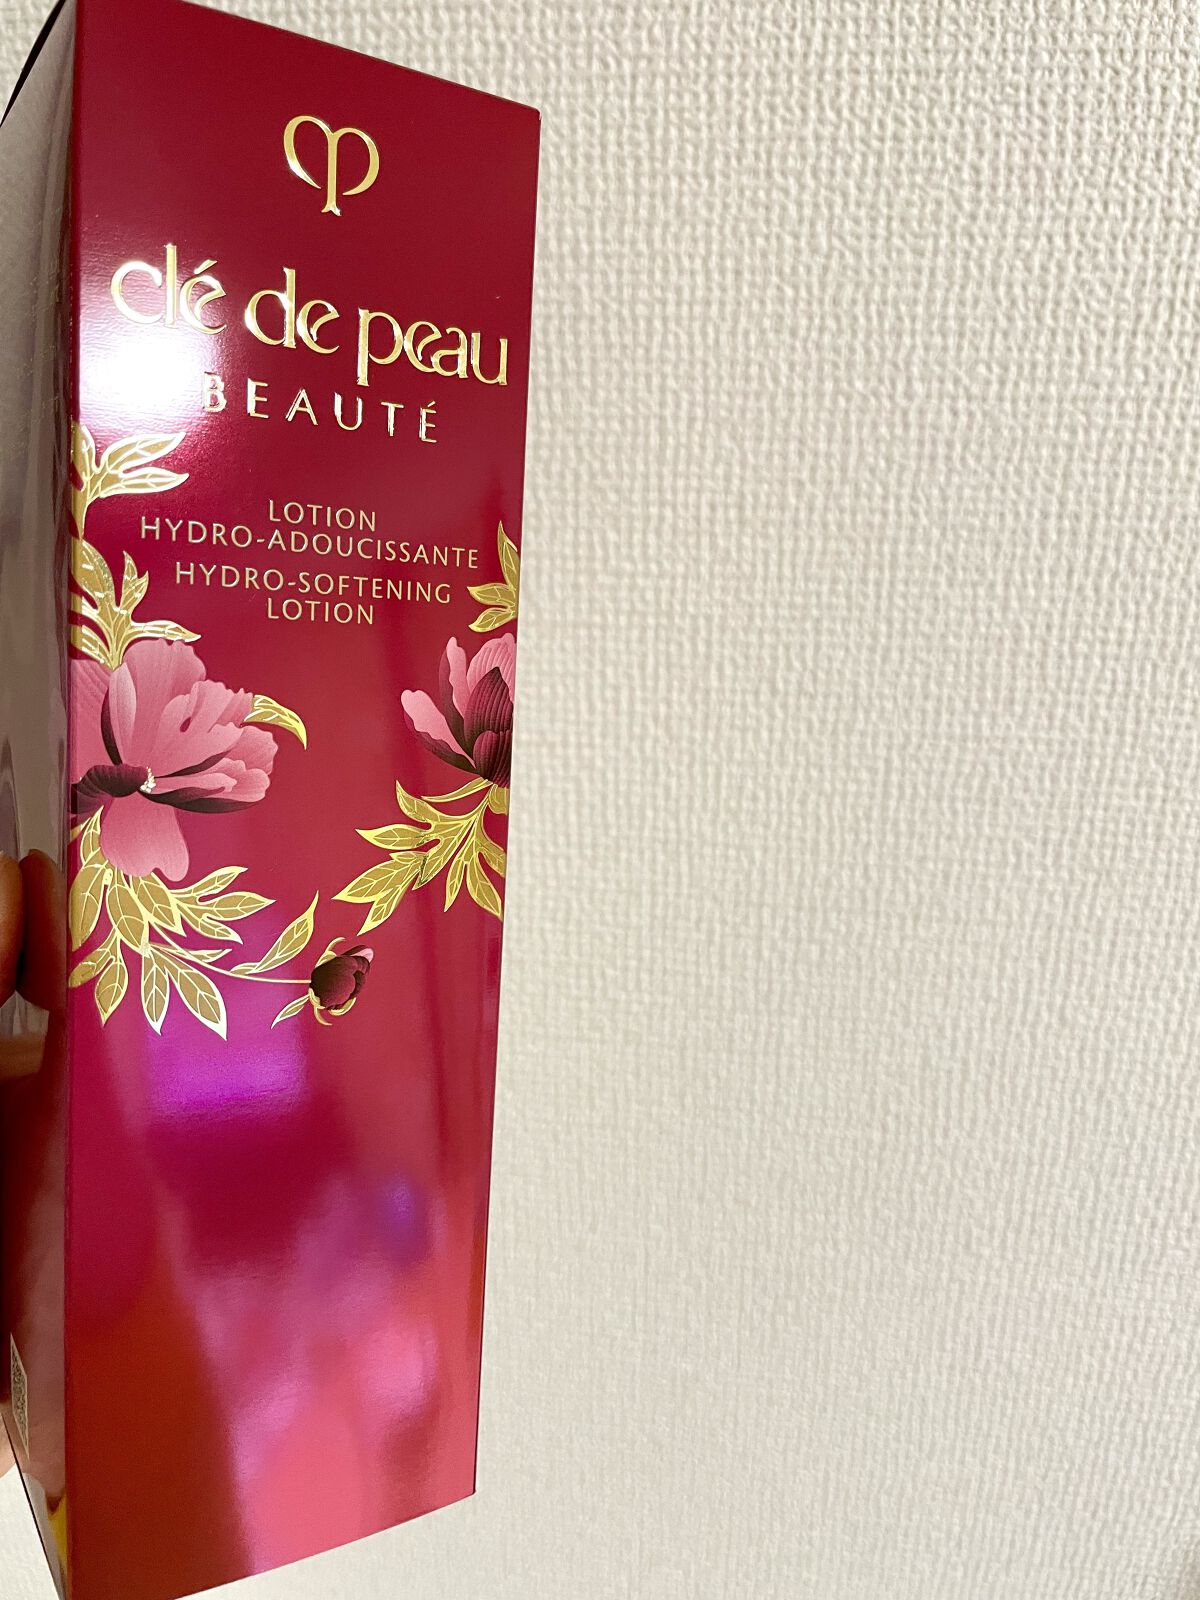 clé de peau
BEAUTÉ
LOTION
HYDRO-ADOUCISSANTE
HYDRO-SOFTENING
LOTION